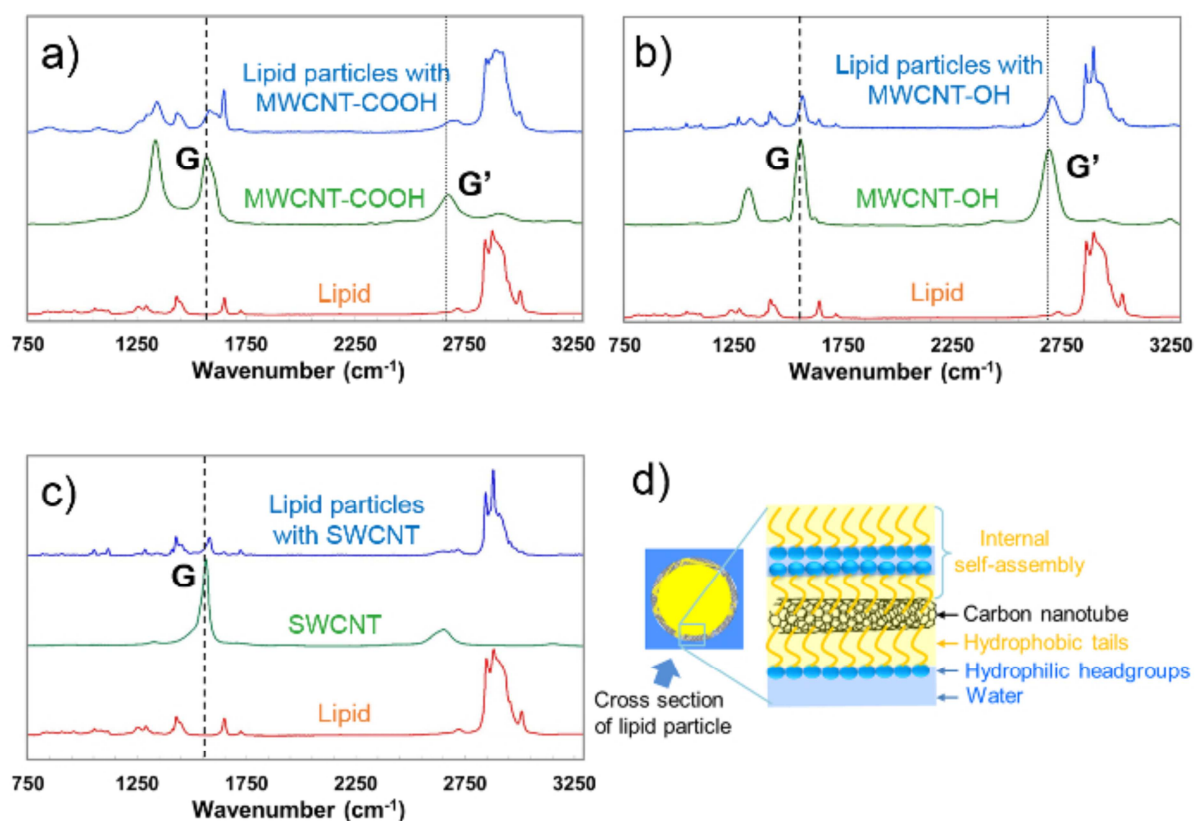 a)
Lipid particles with
MWCNT-COOH
G
G’
MWCNT-COOH
Lipid
750 1250 1750 2250 2750 3250
Wavenumber (cm-1)
b)
Lipid particles with
MWCNT-OH
G
G’
MWCNT-OH
Lipid
750 1250 1750 2250 2750 3250
Wavenumber (cm-1)
c)
Lipid particles
with SWCNT
G
SWCNT
Lipid
750 1250 1750 2250 2750 3250
Wavenumber (cm-1)
d)
Internal
self-assembly
Carbon nanotube
Hydrophobic tails
Hydrophilic headgroups
Water
Cross section
of lipid particle